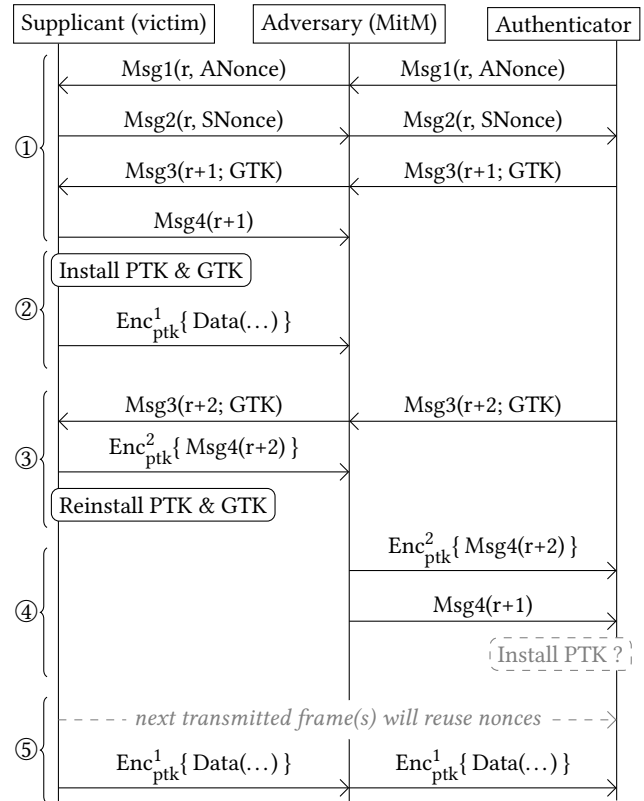 Supplicant (victim) Adversary (MitM) Authenticator
①
Msg1(r, ANonce) Msg1(r, ANonce)
Msg2(r, SNonce) Msg2(r, SNonce)
Msg3(r+1; GTK) Msg3(r+1; GTK)
Msg4(r+1)
②
Install PTK & GTK
Enc¹ptk{ Data(…) }
③
Msg3(r+2; GTK) Msg3(r+2; GTK)
Enc²ptk{ Msg4(r+2) }
Reinstall PTK & GTK
④
Enc²ptk{ Msg4(r+2) }
Msg4(r+1)
Install PTK ?
⑤
next transmitted frame(s) will reuse nonces
Enc¹ptk{ Data(…) } Enc¹ptk{ Data(…) }